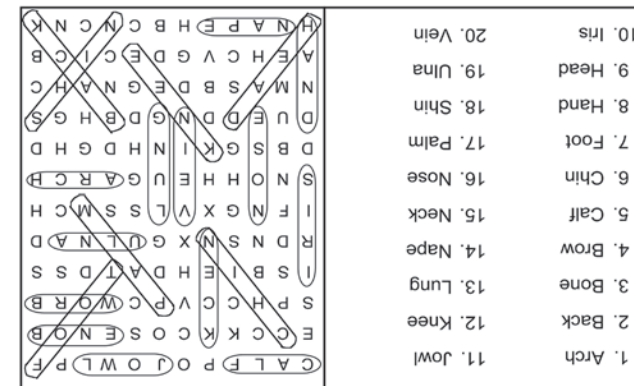 1. Arch 11. Jowl
2. Back 12. Knee
3. Bone 13. Lung
4. Brow 14. Nape
5. Calf 15. Neck
6. Chin 16. Nose
7. Foot 17. Palm
8. Hand 18. Shin
9. Head 19. Ulna
10. Iris 20. Vein
C A L F P O J O W L P F
E C C K K C O S E N O B
S P H C C V P C W O R B
I S B I E H D A T D S S
R D N S N X G U L N A D
I F N G X V L S S M C H
S N O H H E U G A R C H
D B S G K I N H D G H D
D U E D D N G D B H G S
N M A S B D E G N A H C
A E H C V G D E C I C B
H N A P E H B C N C N K